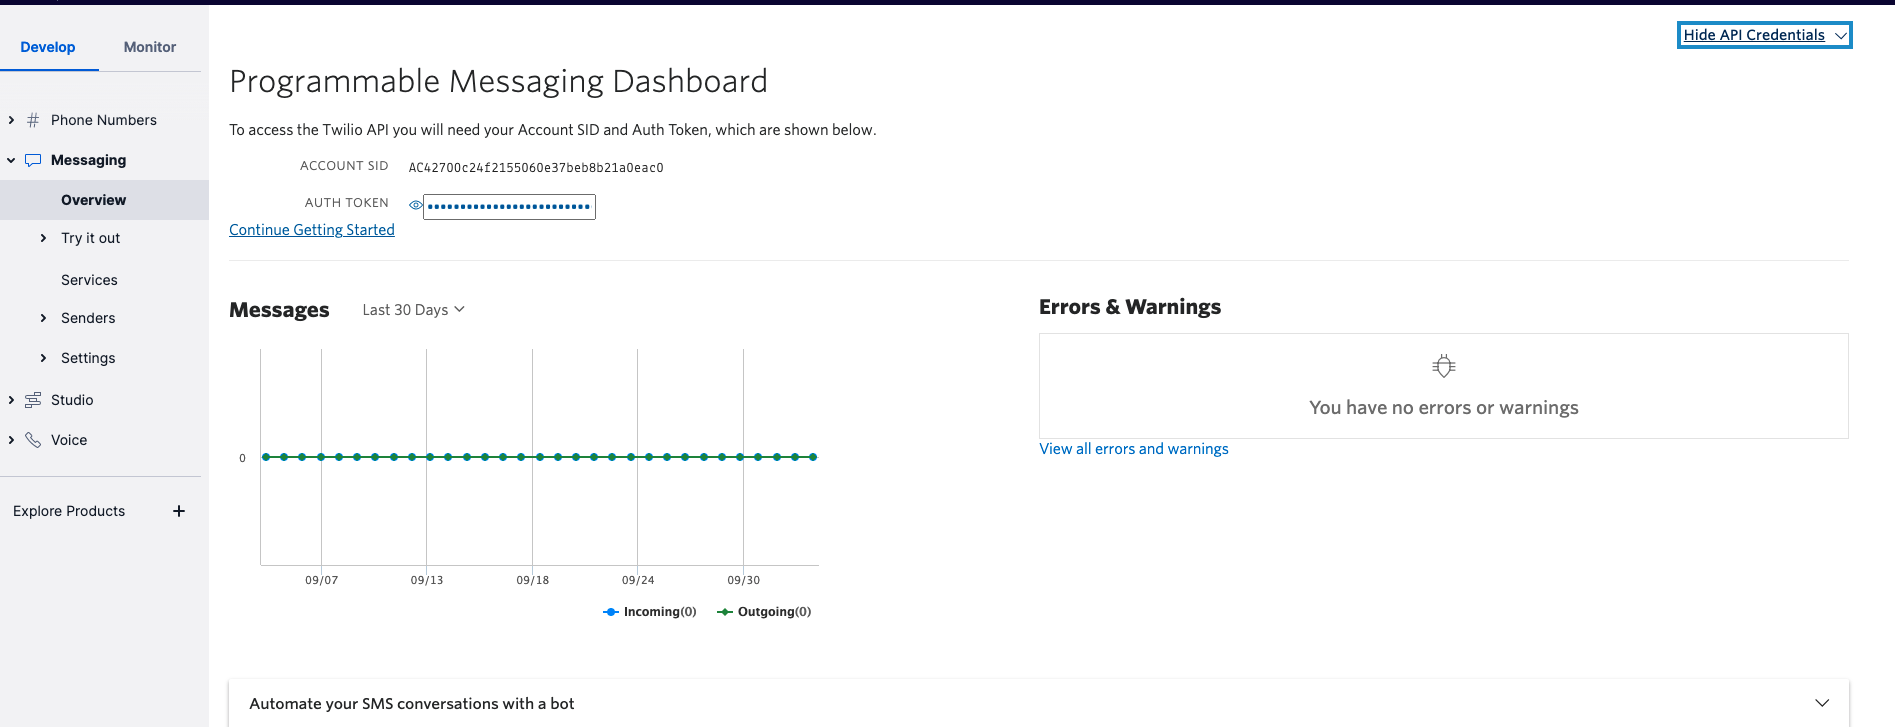 Develop
Monitor
Hide API Credentials
Programmable Messaging Dashboard
To access the Twilio API you will need your Account SID and Auth Token, which are shown below.
Phone Numbers
Messaging
Overview
Try it out
Services
Senders
Settings
Studio
Voice
Explore Products +
ACCOUNT SID AC42700c24f2155060e37beb8b21a0eac0
AUTH TOKEN
Continue Getting Started
Messages Last 30 Days
0
09/07 09/13 09/18 09/24 09/30
Incoming(0) Outgoing(0)
Errors & Warnings
You have no errors or warnings
View all errors and warnings
Automate your SMS conversations with a bot